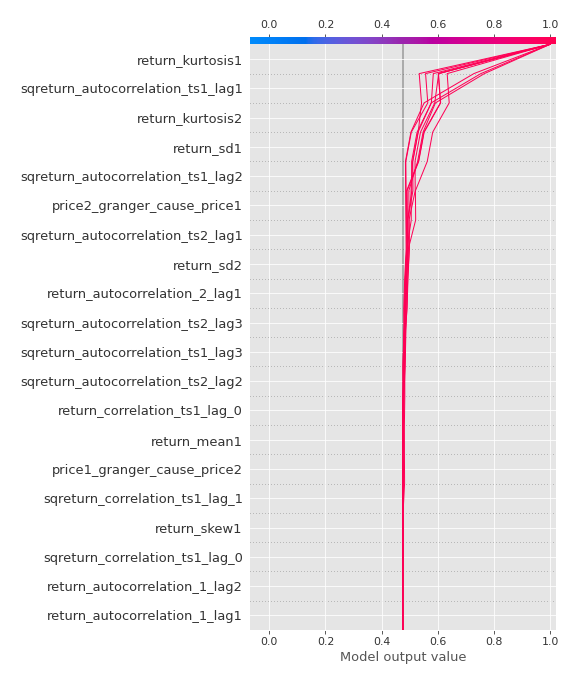 0.0 0.2 0.4 0.6 0.8 1.0
return_kurtosis1
sqreturn_autocorrelation_ts1_lag1
return_kurtosis2
return_sd1
sqreturn_autocorrelation_ts1_lag2
price2_granger_cause_price1
sqreturn_autocorrelation_ts2_lag1
return_sd2
return_autocorrelation_2_lag1
sqreturn_autocorrelation_ts2_lag3
sqreturn_autocorrelation_ts1_lag3
sqreturn_autocorrelation_ts2_lag2
return_correlation_ts1_lag_0
return_mean1
price1_granger_cause_price2
sqreturn_correlation_ts1_lag_1
return_skew1
sqreturn_correlation_ts1_lag_0
return_autocorrelation_1_lag2
return_autocorrelation_1_lag1
0.0 0.2 0.4 0.6 0.8 1.0
Model output value